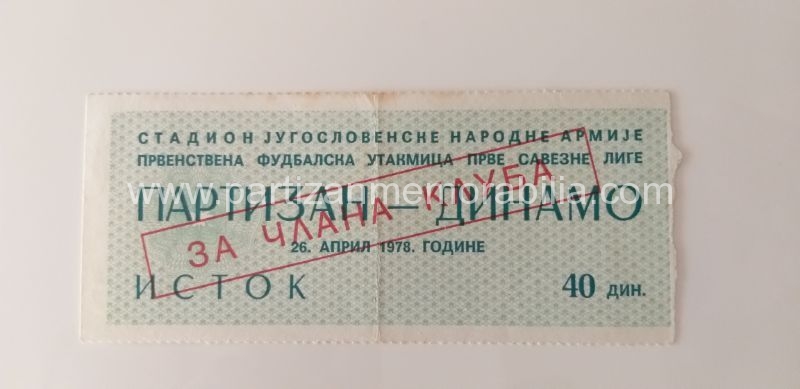 СТАДИОН ЈУГОСЛОВЕНСКЕ НАРОДНЕ АРМИЈЕ
ПРВЕНСТВЕНА ФУДБАЛСКА УТАКМИЦА ПРВЕ САВЕЗНЕ ЛИГЕ
www.partizanmemorabilia.com
ПАРТИЗАН – ДИНАМО
ЗА ЧЛАНА КЛУБА
26. АПРИЛ 1978. ГОДИНЕ
ИСТОК 40 ДИН.